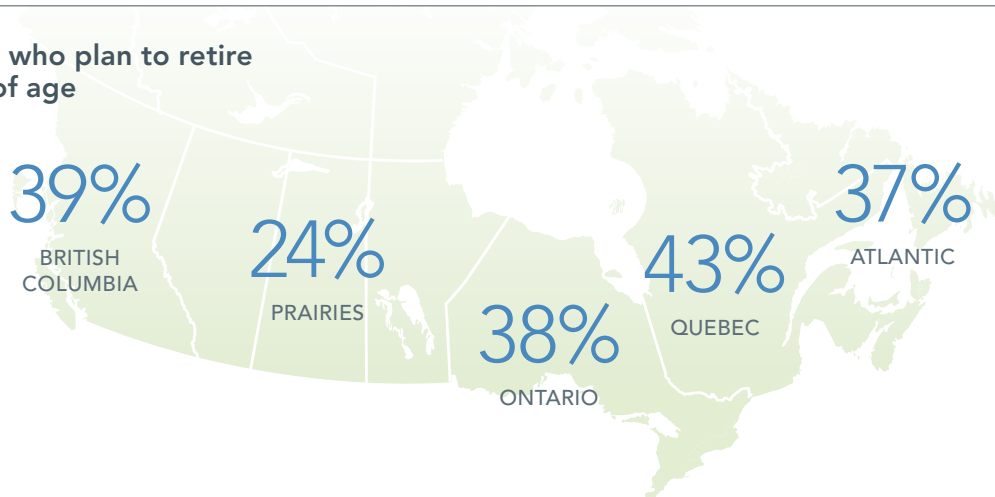 who plan to retire
of age
39%
BRITISH
COLUMBIA
24%
PRAIRIES
38%
ONTARIO
43%
QUEBEC
37%
ATLANTIC